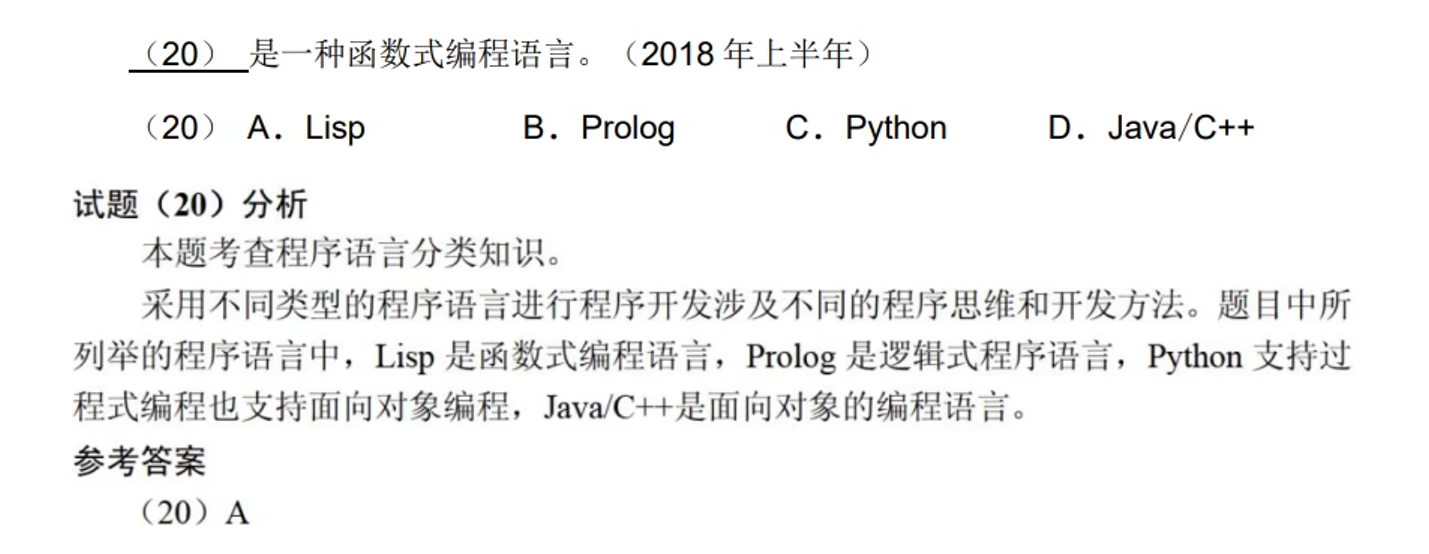 （20） 是一种函数式编程语言。（2018 年上半年）
（20） A．Lisp B．Prolog C．Python D．Java/C++
试题（20）分析
本题考查程序语言分类知识。
采用不同类型的程序语言进行程序开发涉及不同的程序思维和开发方法。题目中所
列举的程序语言中，Lisp 是函数式编程语言，Prolog 是逻辑式程序语言，Python 支持过
程式编程也支持面向对象编程，Java/C++是面向对象的编程语言。
参考答案
（20）A